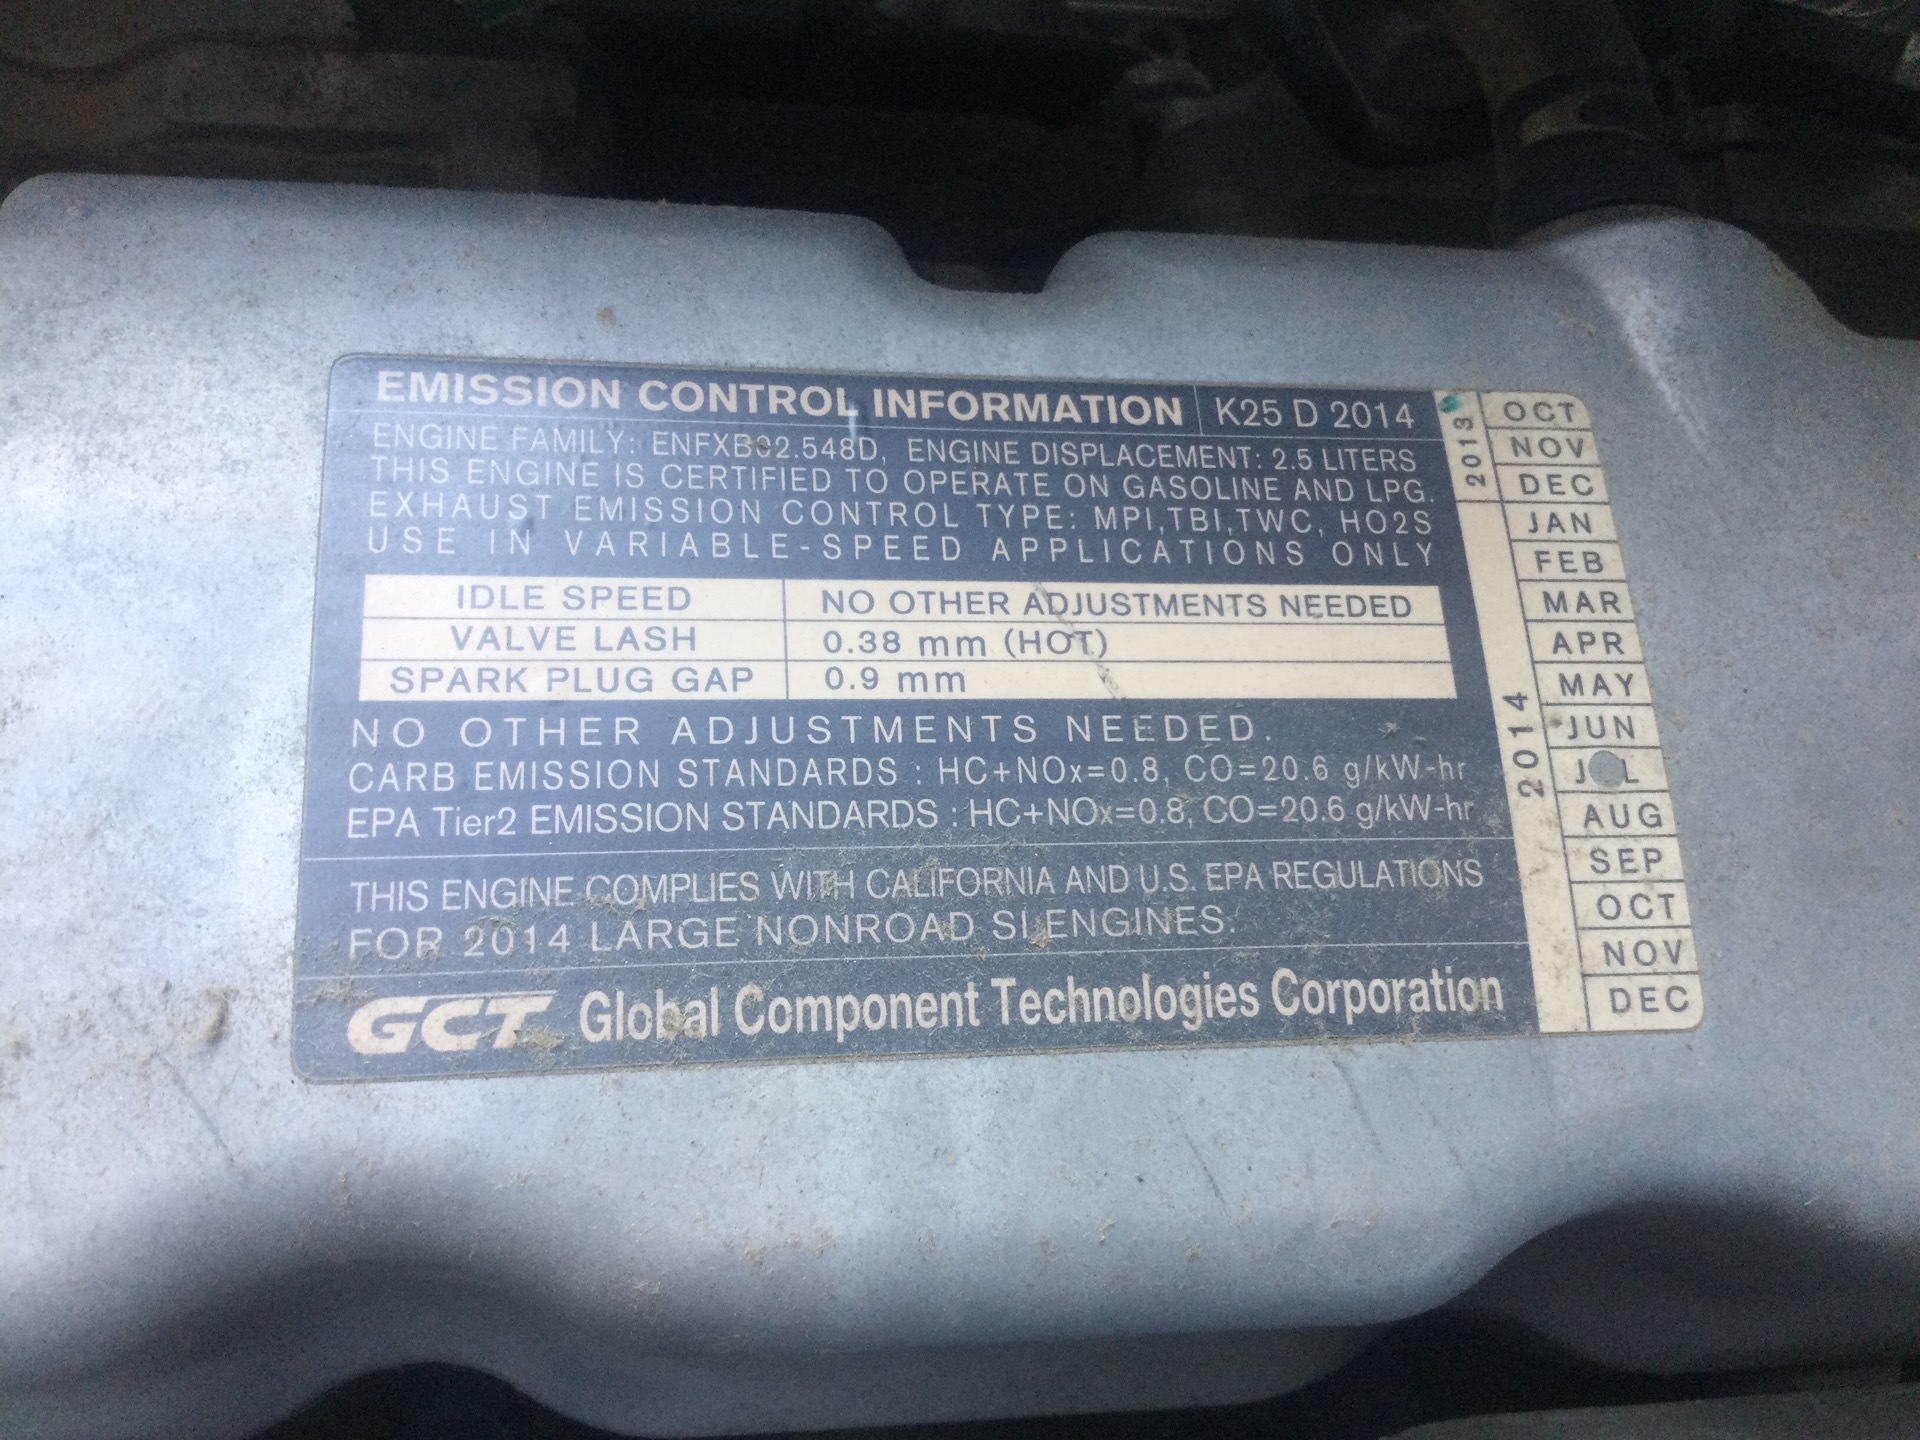 EMISSION CONTROL INFORMATION K25 D 2014
ENGINE FAMILY: ENFXB02.548D, ENGINE DISPLACEMENT: 2.5 LITERS
THIS ENGINE IS CERTIFIED TO OPERATE ON GASOLINE AND LPG.
EXHAUST EMISSION CONTROL TYPE: MPI,TBI,TWC, HO2S
USE IN VARIABLE-SPEED APPLICATIONS ONLY
IDLE SPEED NO OTHER ADJUSTMENTS NEEDED
VALVE LASH 0.38 mm (HOT)
SPARK PLUG GAP 0.9 mm
NO OTHER ADJUSTMENTS NEEDED.
CARB EMISSION STANDARDS : HC+NOx=0.8, CO=20.6 g/kW-hr
EPA Tier2 EMISSION STANDARDS : HC+NOx=0.8, CO=20.6 g/kW-hr
THIS ENGINE COMPLIES WITH CALIFORNIA AND U.S. EPA REGULATIONS
FOR 2014 LARGE NONROAD SI ENGINES.
GCT Global Component Technologies Corporation
2013
OCT
NOV
DEC
2014
JAN
FEB
MAR
APR
MAY
JUN
AUG
SEP
OCT
NOV
DEC